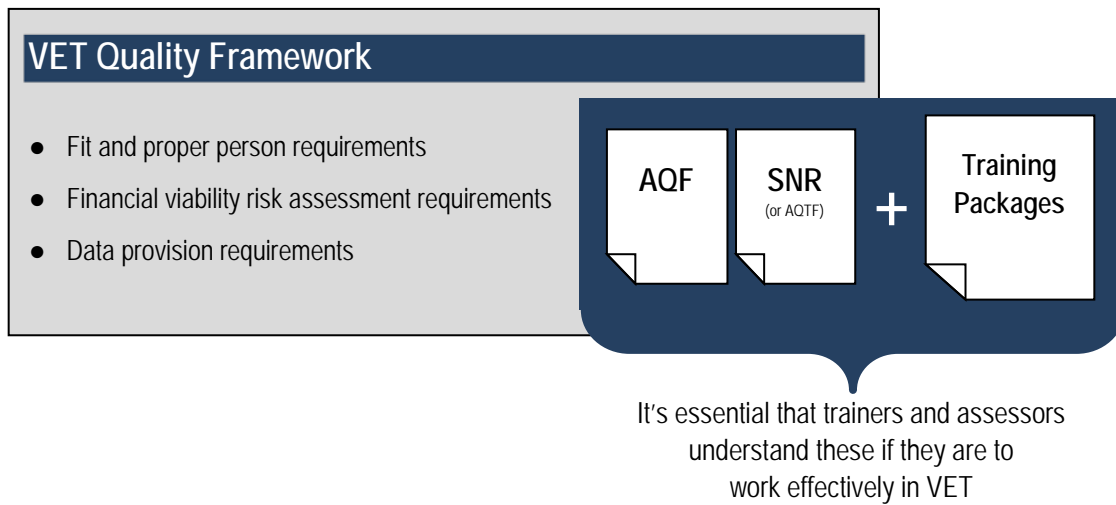 VET Quality Framework
● Fit and proper person requirements
● Financial viability risk assessment requirements
● Data provision requirements
AQF
SNR
(or AQTF)
+
Training
Packages
It's essential that trainers and assessors
understand these if they are to
work effectively in VET